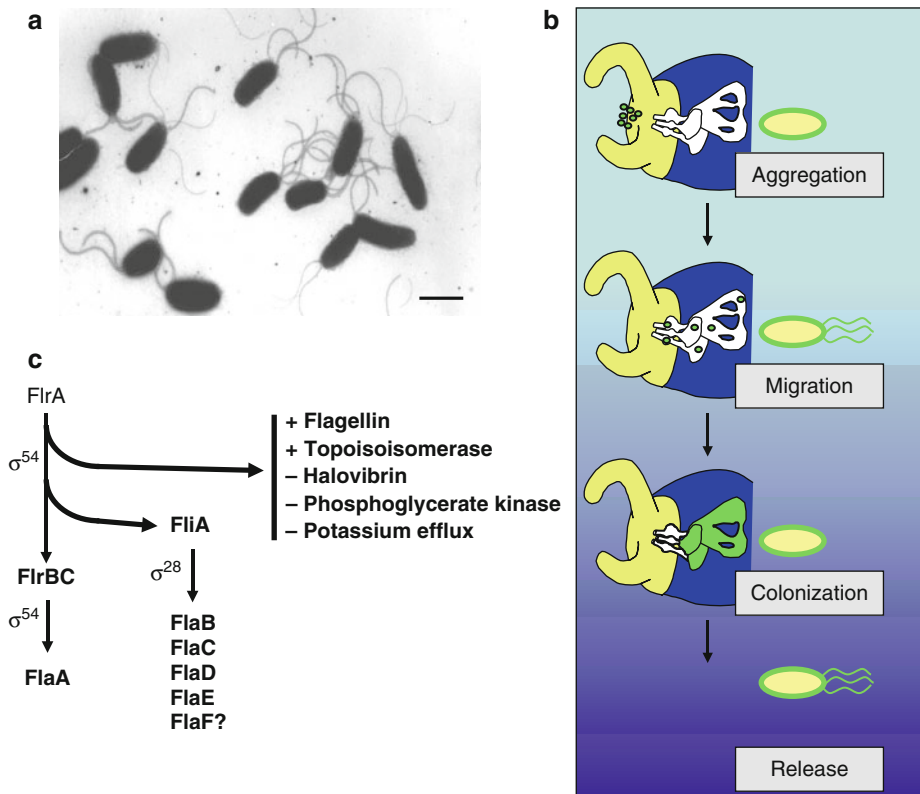 a
b
Aggregation
Migration
Colonization
Release
c
FlrA
σ54
FlrBC
σ54
FlaA
FliA
σ28
FlaB
FlaC
FlaD
FlaE
FlaF?
+ Flagellin
+ Topoisoisomerase
– Halovibrin
– Phosphoglycerate kinase
– Potassium efflux